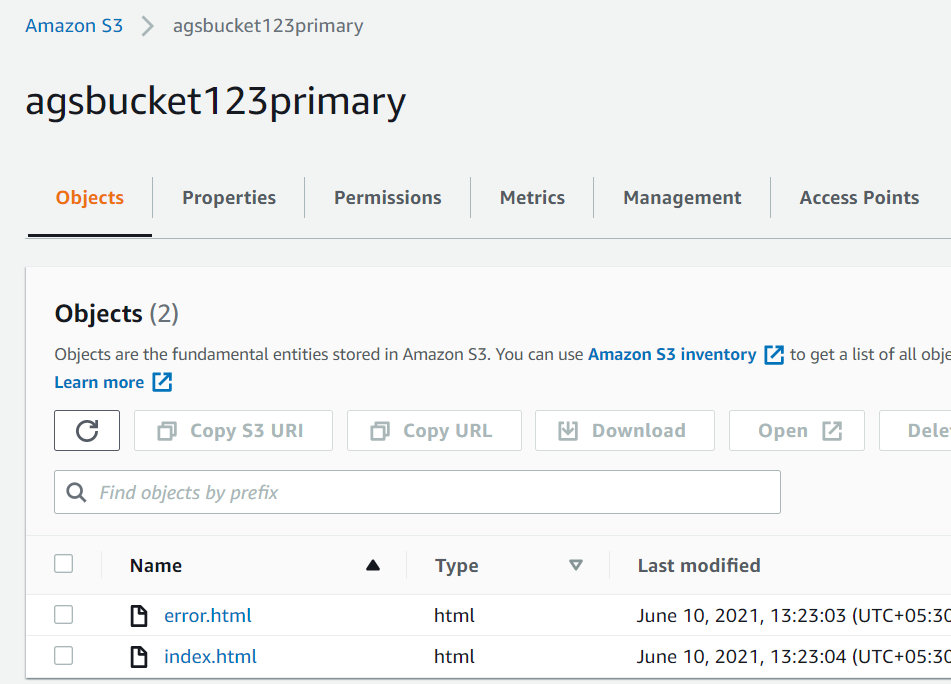 Amazon S3 > agsbucket123primary
agsbucket123primary
Objects Properties Permissions Metrics Management Access Points
Objects (2)
Objects are the fundamental entities stored in Amazon S3. You can use Amazon S3 inventory to get a list of all obje
Learn more
Copy S3 URI Copy URL Download Open Dele
Find objects by prefix
Name Type Last modified
error.html html June 10, 2021, 13:23:03 (UTC+05:30
index.html html June 10, 2021, 13:23:04 (UTC+05:30